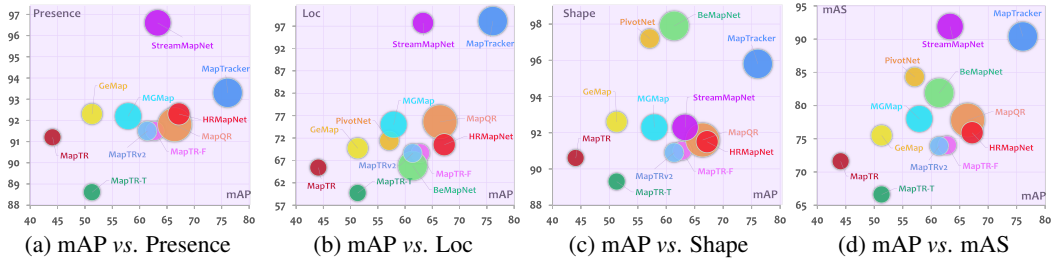 Presence
97
96
95
94
93
92
91
90
89
88
StreamMapNet
MapTracker
GeMap
MGMap
HRMapNet
MapQR
MapTR
MapTRv2
MapTR-F
MapTR-T
mAP
40 45 50 55 60 65 70 75 80
(a) mAP vs. Presence
Loc
97
92
87
82
77
72
67
62
57
StreamMapNet
MapTracker
MGMap
MapQR
PivotNet
GeMap
HRMapNet
MapTRv2
MapTR-F
MapTR
MapTR-T
BeMapNet
mAP
40 45 50 55 60 65 70 75 80
(b) mAP vs. Loc
Shape
98
96
94
92
90
88
PivotNet
BeMapNet
MapTracker
GeMap
MGMap
StreamMapNet
MapQR
HRMapNet
MapTR
MapTRv2
MapTR-F
MapTR-T
mAP
40 45 50 55 60 65 70 75 80
(c) mAP vs. Shape
mAS
95
90
85
80
75
70
65
StreamMapNet
MapTracker
PivotNet
BeMapNet
MGMap
MapQR
GeMap
HRMapNet
MapTRv2
MapTR-F
MapTR
MapTR-T
mAP
40 45 50 55 60 65 70 75 80
(d) mAP vs. mAS